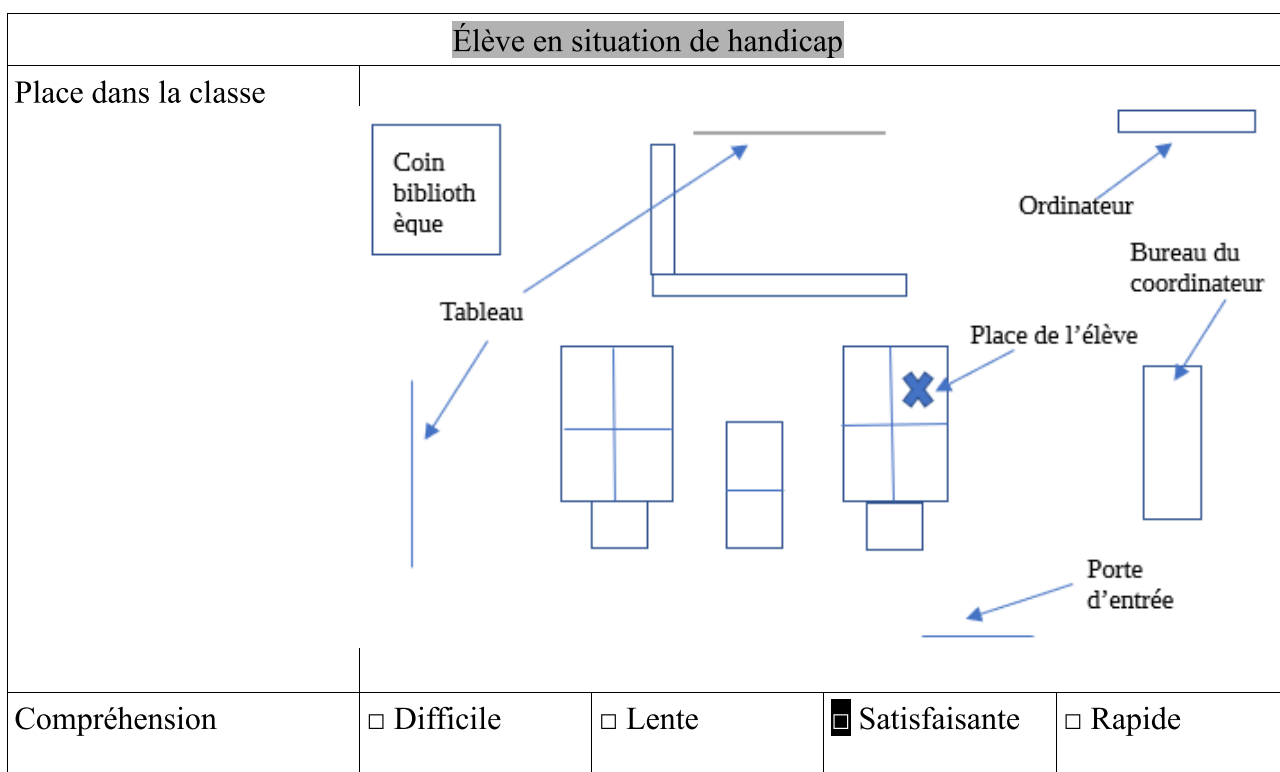 Élève en situation de handicap
Place dans la classe
Coin
biblioth
èque
Ordinateur
Bureau du
coordinateur
Tableau
Place de l’élève
Porte
d’entrée
Compréhension
□ Difficile
□ Lente
▣ Satisfaisante
□ Rapide